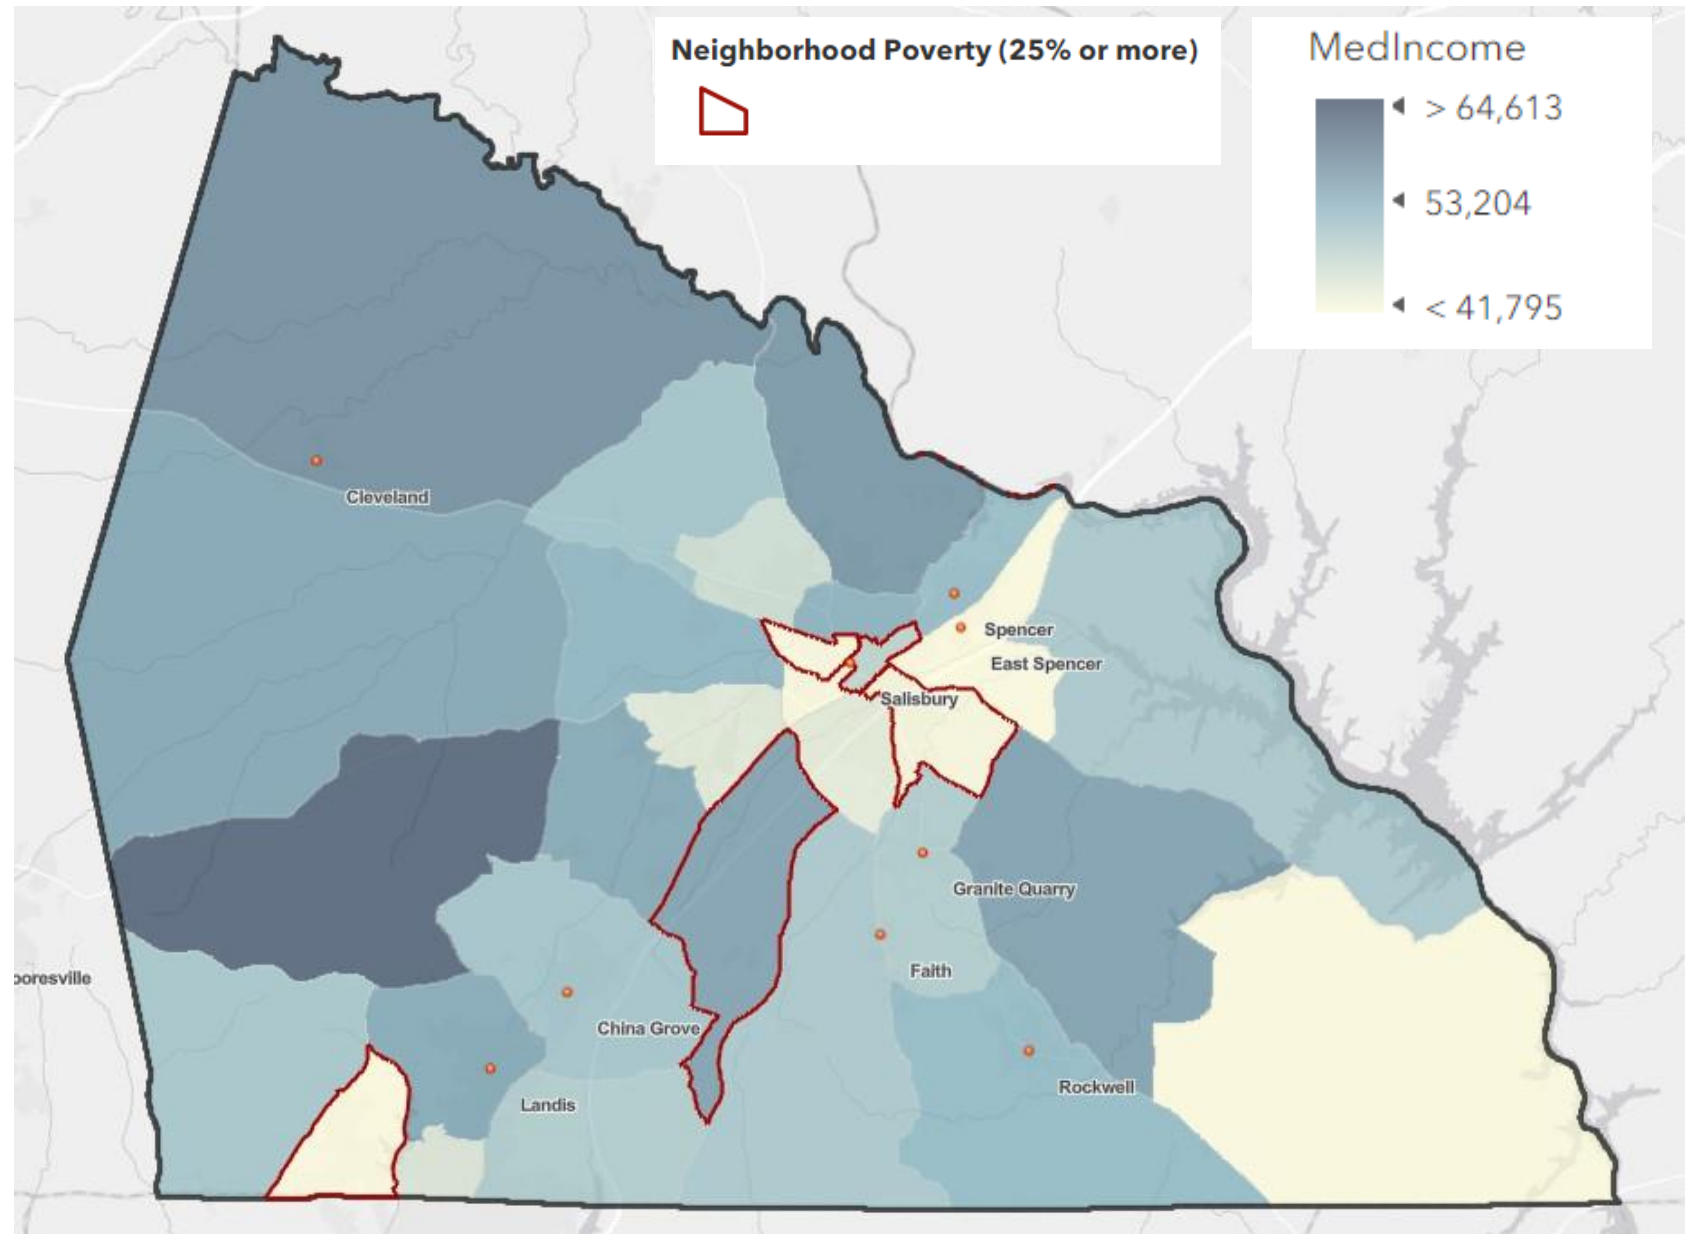 Neighborhood Poverty (25% or more)
MedIncome
> 64,613
53,204
< 41,795
Cleveland
Spencer
East Spencer
Salisbury
Granite Quarry
Faith
ooresville
China Grove
Rockwell
Landis